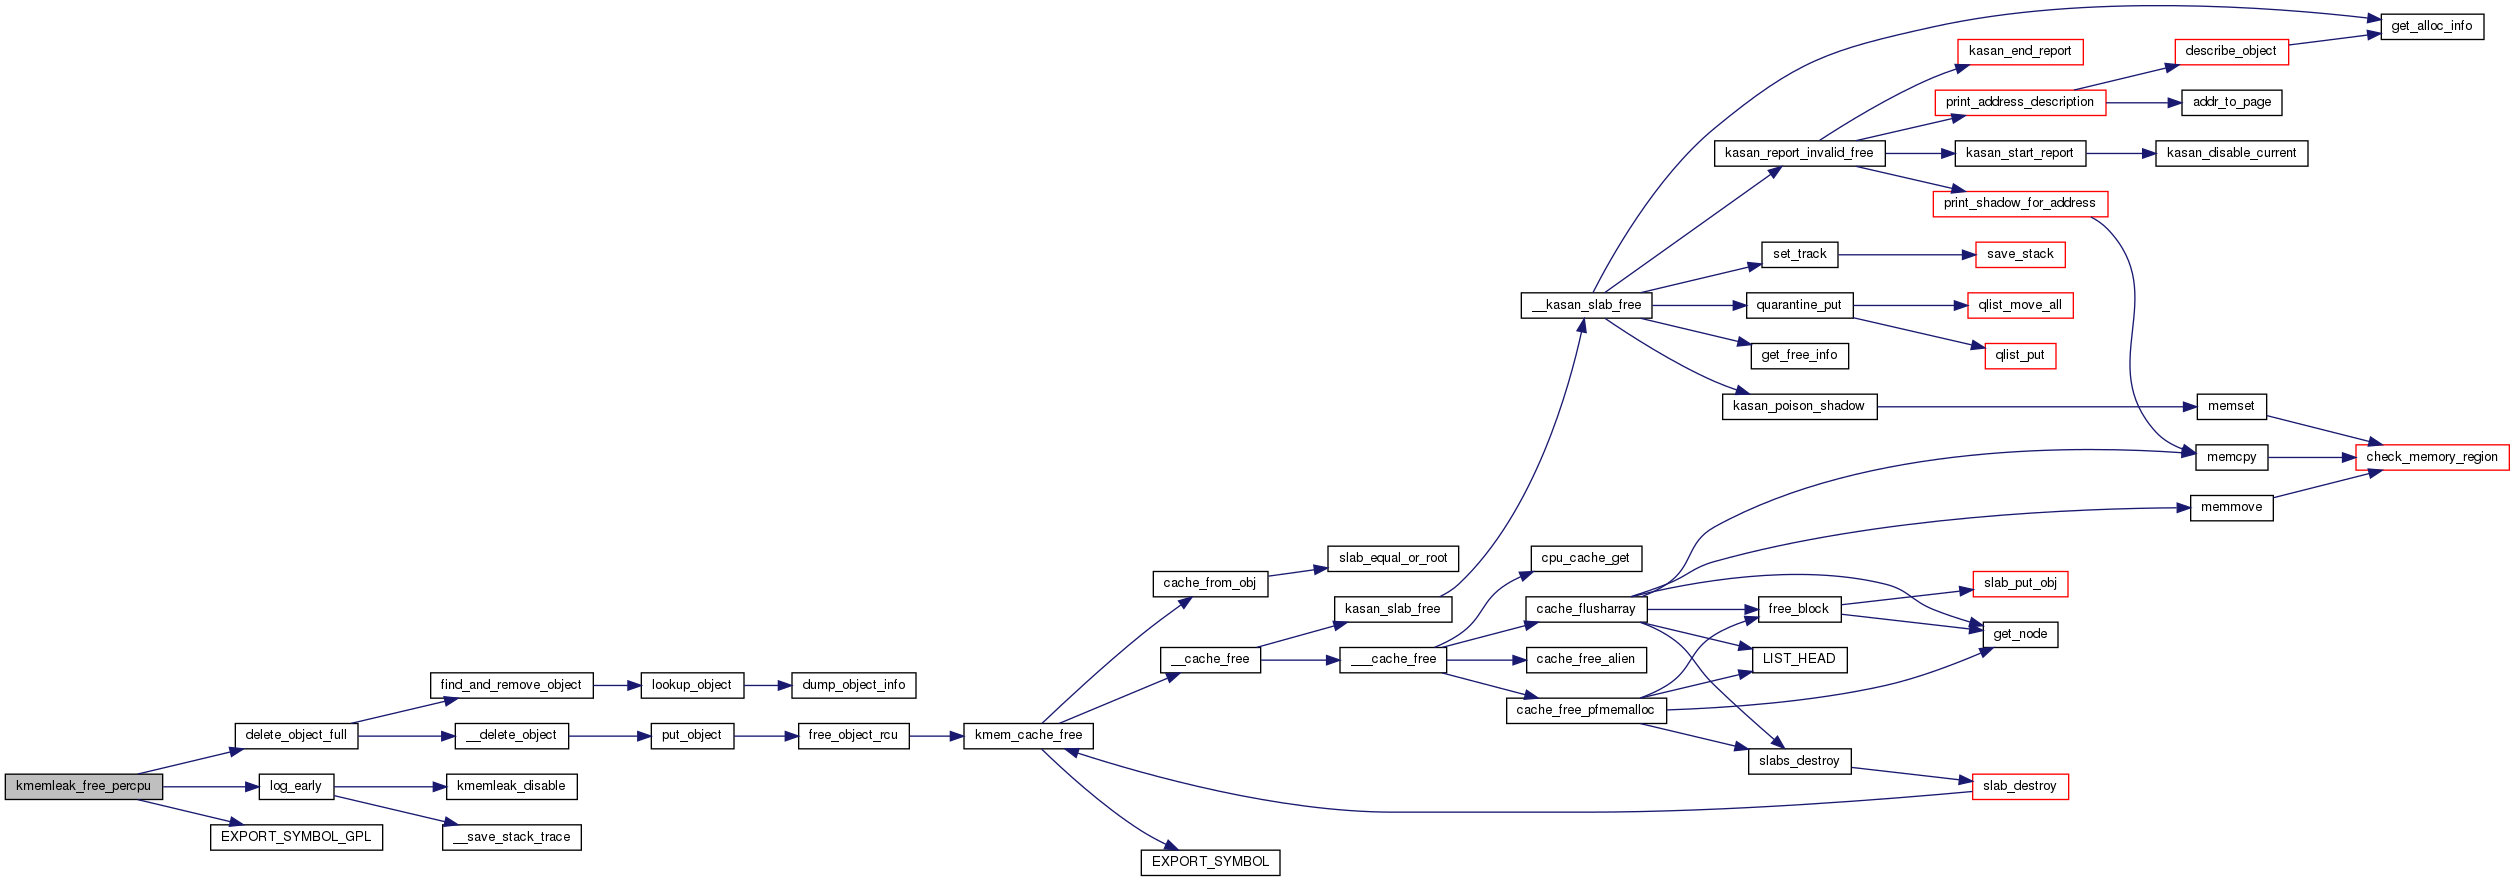 kmemleak_free_percpu
delete_object_full
log_early
EXPORT_SYMBOL_GPL
find_and_remove_object
__delete_object
kmemleak_disable
__save_stack_trace
lookup_object
put_object
dump_object_info
free_object_rcu
kmem_cache_free
cache_from_obj
__cache_free
EXPORT_SYMBOL
slab_equal_or_root
kasan_slab_free
___cache_free
__kasan_slab_free
cpu_cache_get
cache_flusharray
cache_free_alien
cache_free_pfmemalloc
kasan_report_invalid_free
set_track
quarantine_put
get_free_info
kasan_poison_shadow
free_block
LIST_HEAD
slabs_destroy
kasan_end_report
print_address_description
kasan_start_report
print_shadow_for_address
save_stack
qlist_move_all
qlist_put
slab_put_obj
get_node
slab_destroy
describe_object
addr_to_page
kasan_disable_current
memset
memcpy
memmove
get_alloc_info
check_memory_region